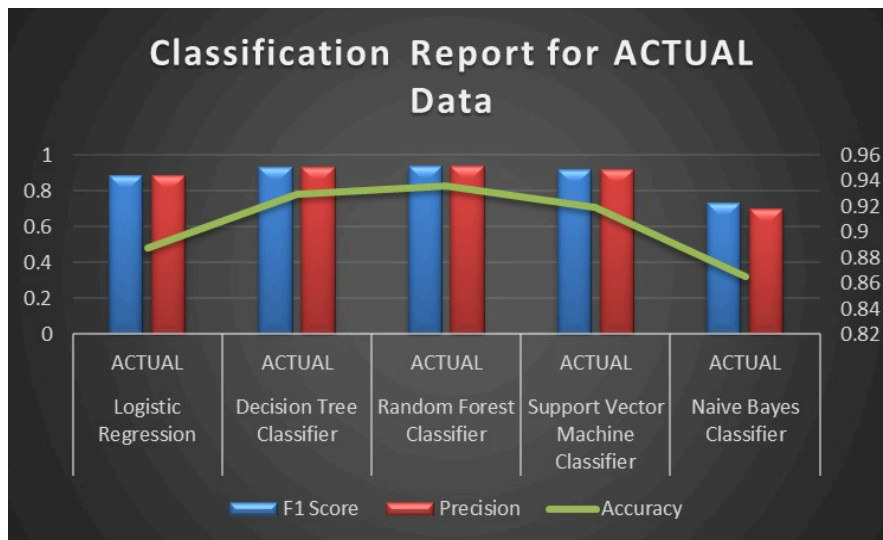 Classification Report for ACTUAL
Data
1
0.8
0.6
0.4
0.2
0
0.96
0.94
0.92
0.9
0.88
0.86
0.84
0.82
ACTUAL ACTUAL ACTUAL ACTUAL ACTUAL
Logistic Decision Tree Random Forest Support Vector Naive Bayes
Regression Classifier Classifier Machine Classifier
Classifier
F1 Score Precision Accuracy